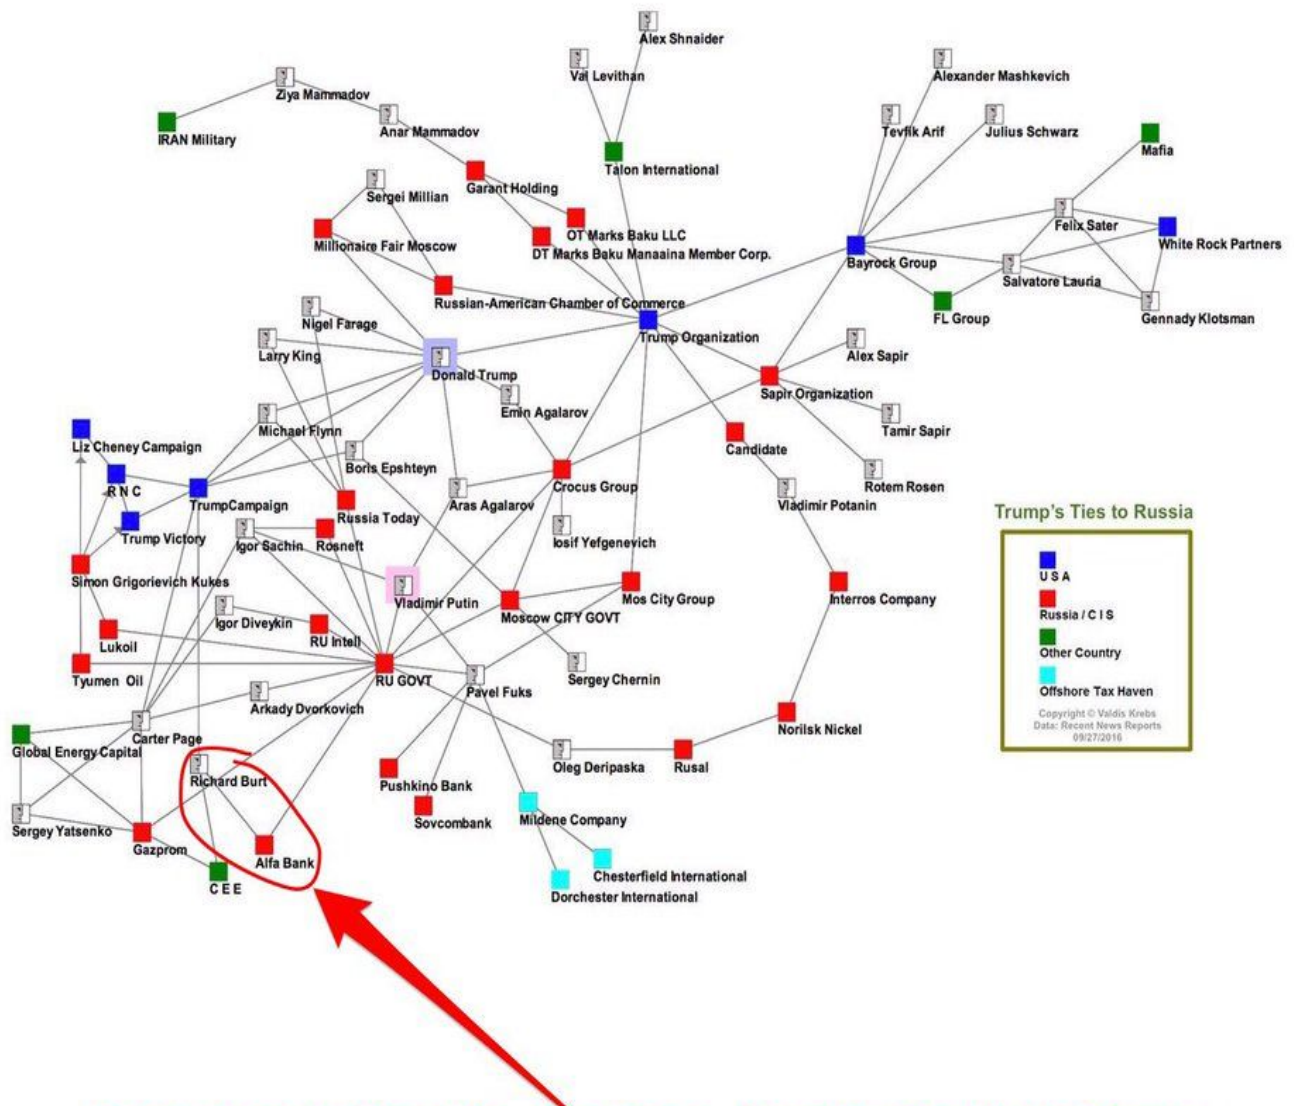 Alex Shnaider
Val Levithan
Alexander Mashkevich
Ziya Mammadov
Anar Mammadov
Tevfik Arif
Julius Schwarz
IRAN Military
Mafia
Talon International
Garant Holding
Sergei Millian
Felix Sater
OT Marks Baku LLC
Millionaire Fair Moscow
White Rock Partners
DT Marks Baku Manaaina Member Corp.
Bayrock Group
Salvatore Lauria
Russian-American Chamber of Commerce
FL Group
Gennady Klotsman
Nigel Farage
Trump Organization
Larry King
Alex Sapir
Donald Trump
Sapir Organization
Emin Agalarov
Michael Flynn
Tamir Sapir
Liz Cheney Campaign
Candidate
Boris Epshteyn
R N C
Crocus Group
Rotem Rosen
TrumpCampaign
Aras Agalarov
Vladimir Potanin
Russia Today
Trump's Ties to Russia
Trump Victory
Igor Sachin
Rosneft
Iosif Yefgenevich
U S A
Simon Grigorievich Kukes
Vladimir Putin
Mos City Group
Interros Company
Russia / C I S
Moscow CITY GOVT
Igor Diveykin
RU Intell
Lukoil
Other Country
Tyumen Oil
RU GOVT
Sergey Chernin
Pavel Fuks
Offshore Tax Haven
Arkady Dvorkovich
Copyright © Valdis Krebs
Data: Recent News Reports
09/27/2016
Norilsk Nickel
Carter Page
Global Energy Capital
Oleg Deripaska
Rusal
Richard Burt
Pushkino Bank
Sovcombank
Mildene Company
Sergey Yatsenko
Gazprom
Alfa Bank
Chesterfield International
C E E
Dorchester International